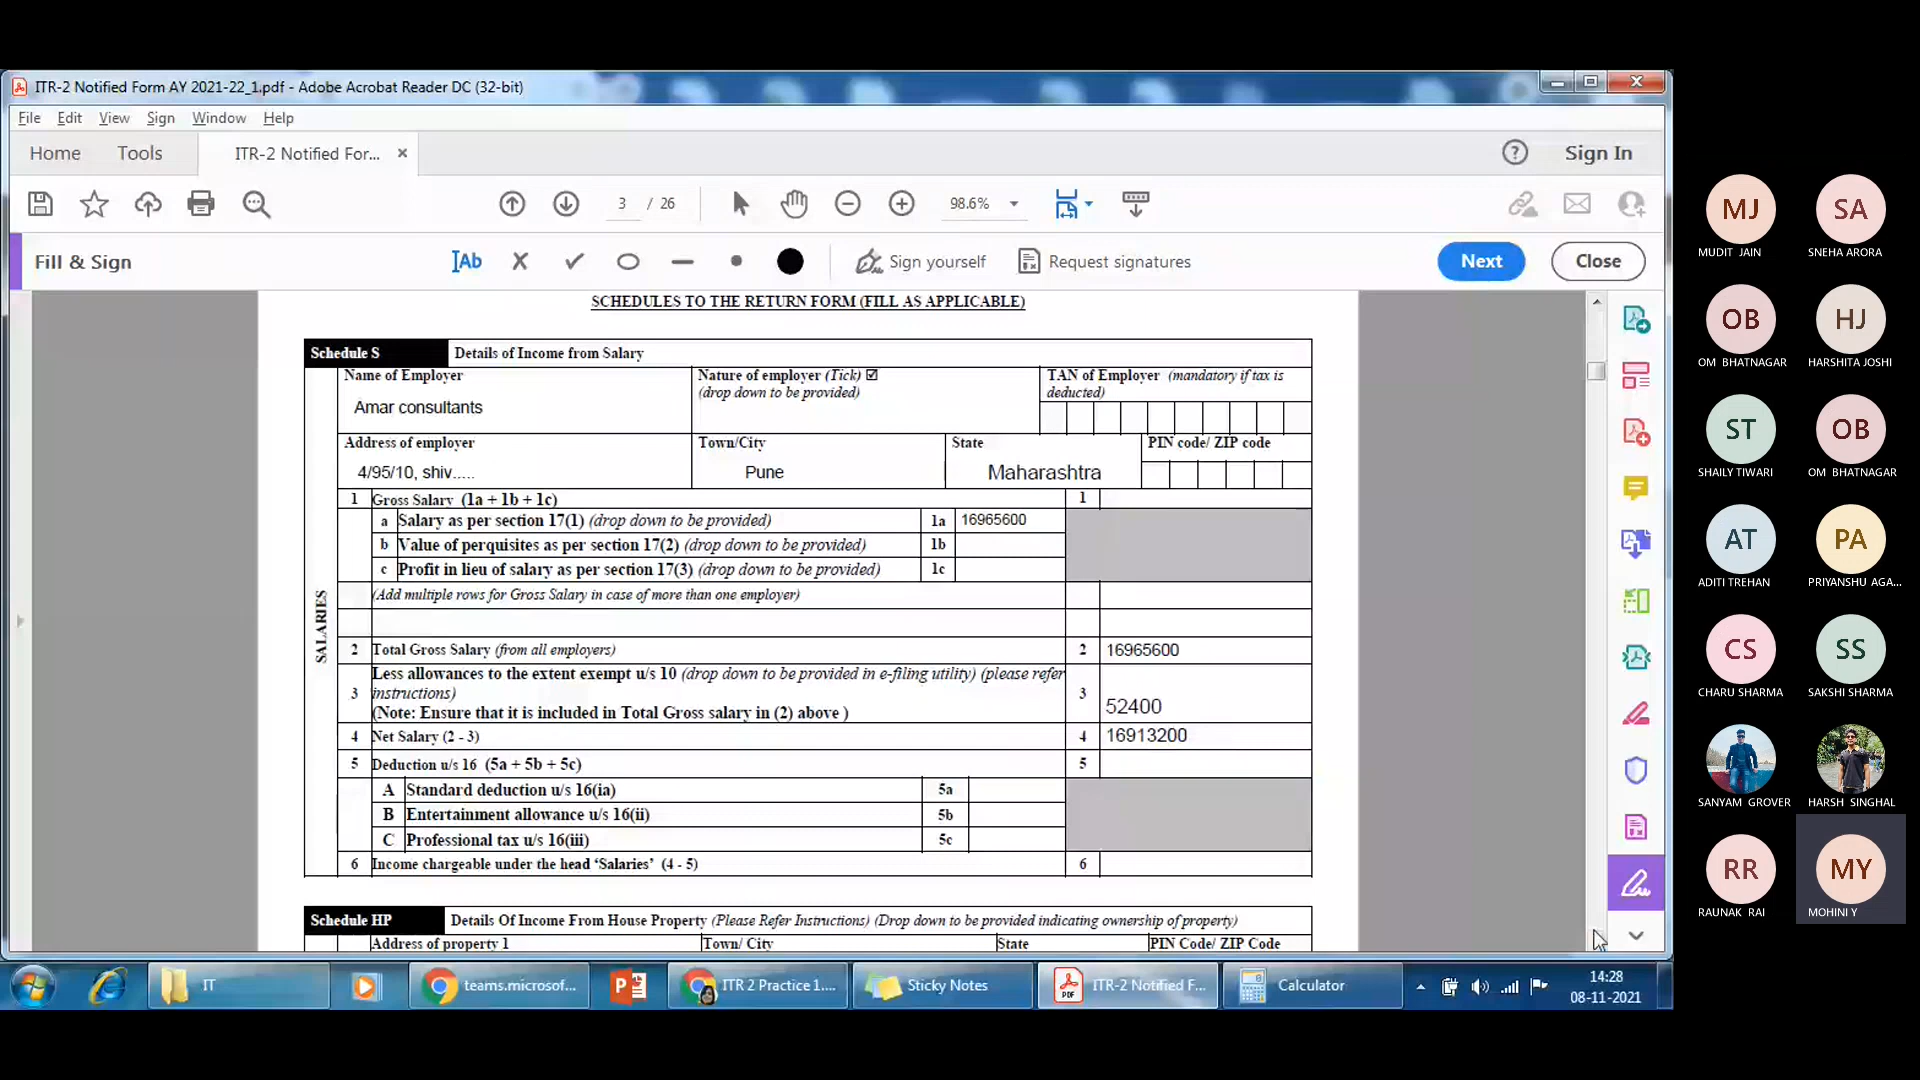 ITR-2 Notified Form AY 2021-22_1.pdf - Adobe Acrobat Reader DC (32-bit)
File Edit View Sign Window Help
Home Tools ITR-2 Notified For... × Sign In
3 / 26 98.6%
Fill & Sign Ab Sign yourself Request signatures Next Close
SCHEDULES TO THE RETURN FORM (FILL AS APPLICABLE)
Schedule S Details of Income from Salary
Name of Employer Nature of employer (Tick) ☑ TAN of Employer (mandatory if tax is
(drop down to be provided) deducted)
Amar consultants
Address of employer Town/City State PIN code/ ZIP code
4/95/10, shiv..... Pune Maharashtra
SALARIES
1 Gross Salary (1a + 1b + 1c) 1
a Salary as per section 17(1) (drop down to be provided) 1a 16965600
b Value of perquisites as per section 17(2) (drop down to be provided) 1b
c Profit in lieu of salary as per section 17(3) (drop down to be provided) 1c
(Add multiple rows for Gross Salary in case of more than one employer)
2 Total Gross Salary (from all employers) 2 16965600
Less allowances to the extent exempt u/s 10 (drop down to be provided in e-filing utility) (please refer
3 instructions) 3
(Note: Ensure that it is included in Total Gross salary in (2) above ) 52400
4 Net Salary (2 - 3) 4 16913200
5 Deduction u/s 16 (5a + 5b + 5c) 5
A Standard deduction u/s 16(ia) 5a
B Entertainment allowance u/s 16(ii) 5b
C Professional tax u/s 16(iii) 5c
6 Income chargeable under the head ‘Salaries’ (4 - 5) 6
Schedule HP Details Of Income From House Property (Please Refer Instructions) (Drop down to be provided indicating ownership of property)
Address of property 1 Town/ City State PIN Code/ ZIP Code
IT teams.microsof... ITR 2 Practice 1.... Sticky Notes PDF ITR-2 Notified F... Calculator
14:28
08-11-2021
MJ SA
MUDIT JAIN SNEHA ARORA
OB HJ
OM BHATNAGAR HARSHITA JOSHI
ST OB
SHAILY TIWARI OM BHATNAGAR
AT PA
ADITI TREHAN PRIYANSHU AGA...
CS SS
CHARU SHARMA SAKSHI SHARMA
SANYAM GROVER HARSH SINGHAL
RR MY
RAUNAK RAI MOHINI Y